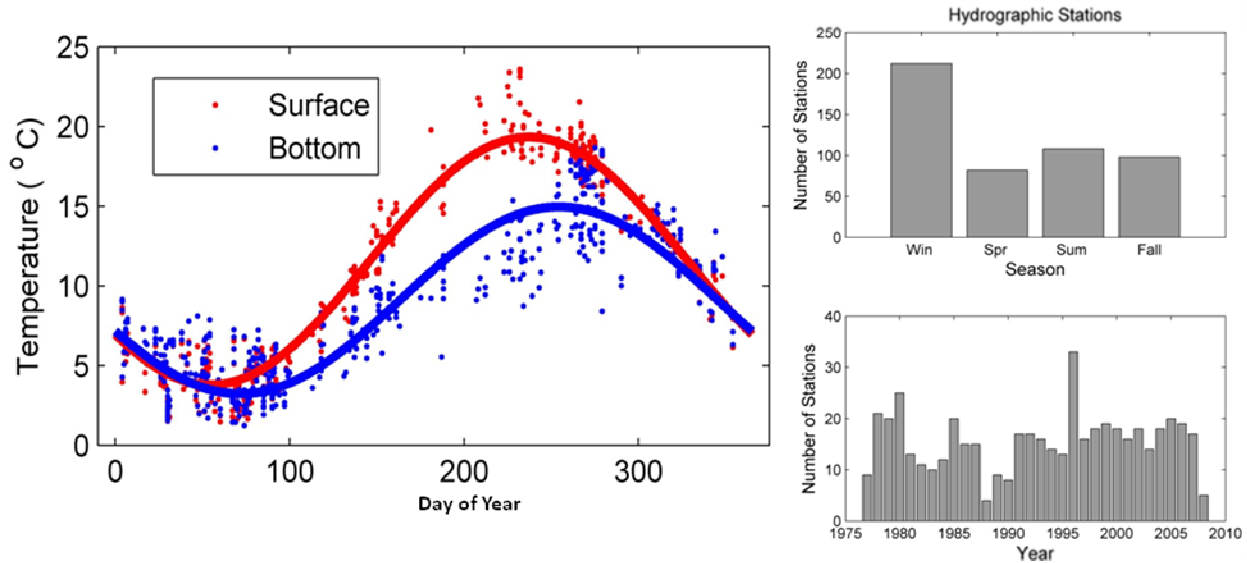 25
20
15
10
5
0
Temperature ( ° C)
Surface
Bottom
0 100 200 300
Day of Year
Hydrographic Stations
250
200
150
100
50
0
Number of Stations
Win Spr Sum Fall
Season
40
30
20
10
0
Number of Stations
1975 1980 1985 1990 1995 2000 2005 2010
Year